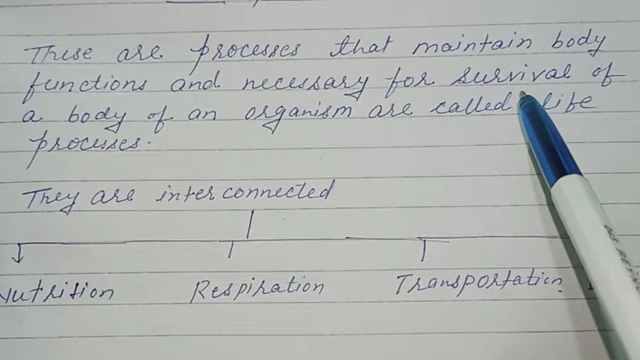 These are processes that maintain body
functions and necessary for survival of
a body of an organism are called life
processes.
They are interconnected
Nutrition Respiration Transportation